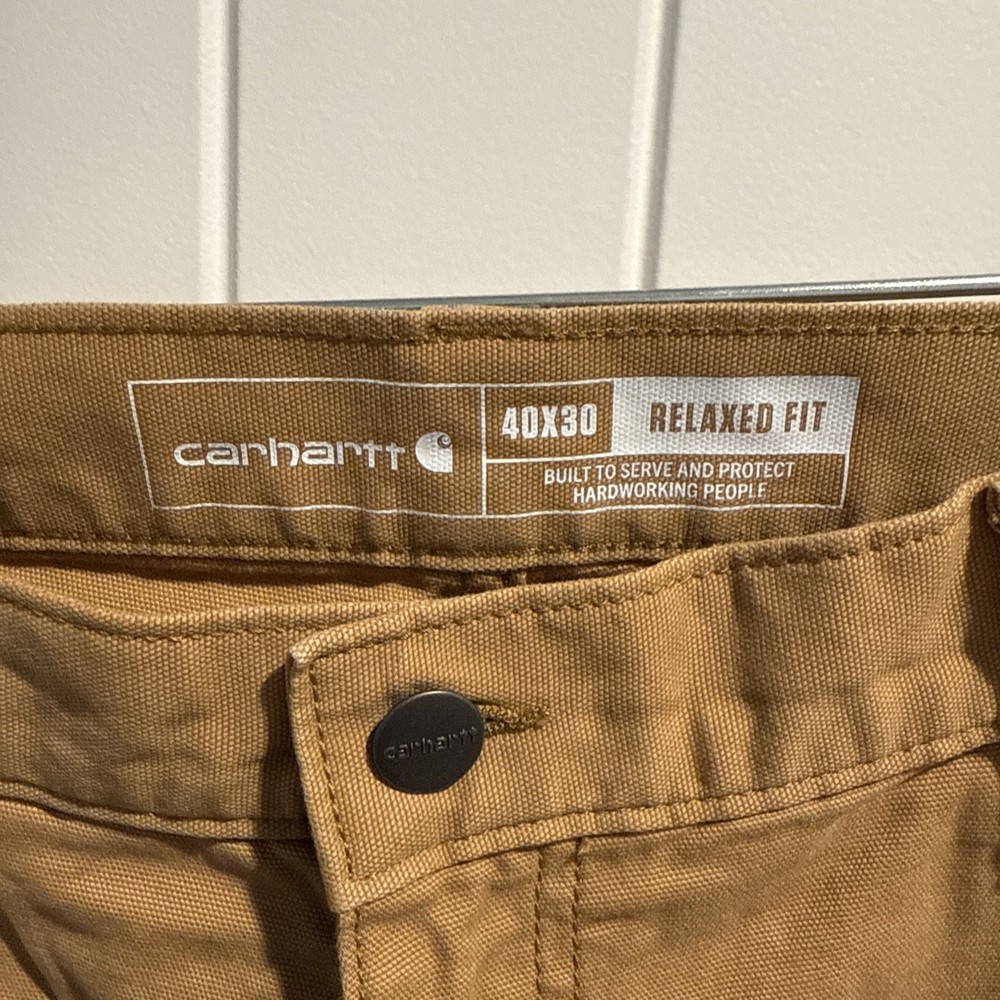 carhartt
40X30
RELAXED FIT
BUILT TO SERVE AND PROTECT
HARDWORKING PEOPLE
carhartt